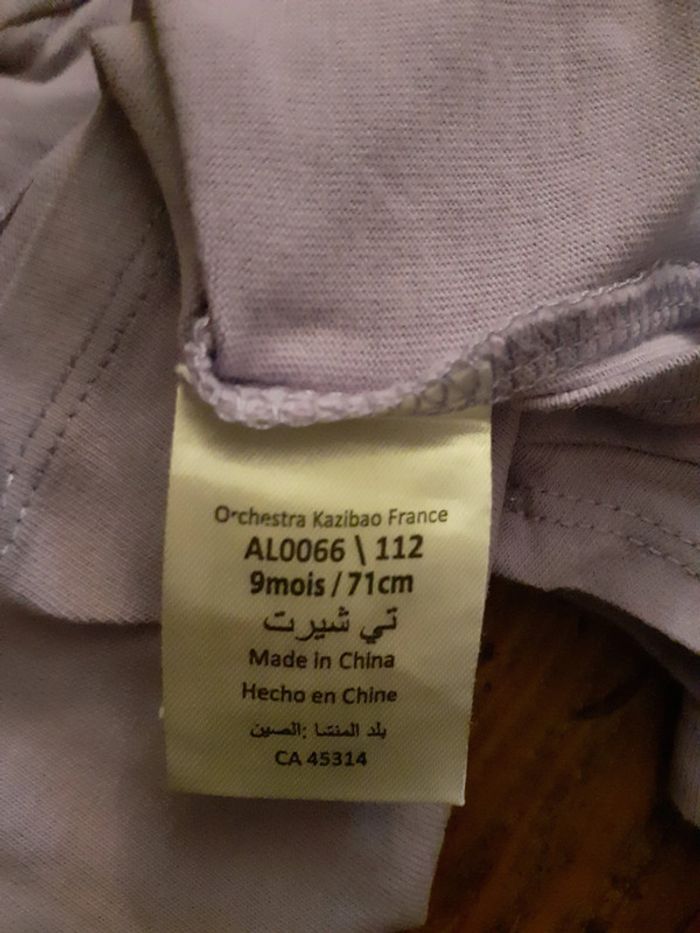 Orchestra Kazibao France
AL0066 \ 112
9mois / 71cm
تي شيرت
Made in China
Hecho en Chine
بلد المنشا :الصين
CA 45314